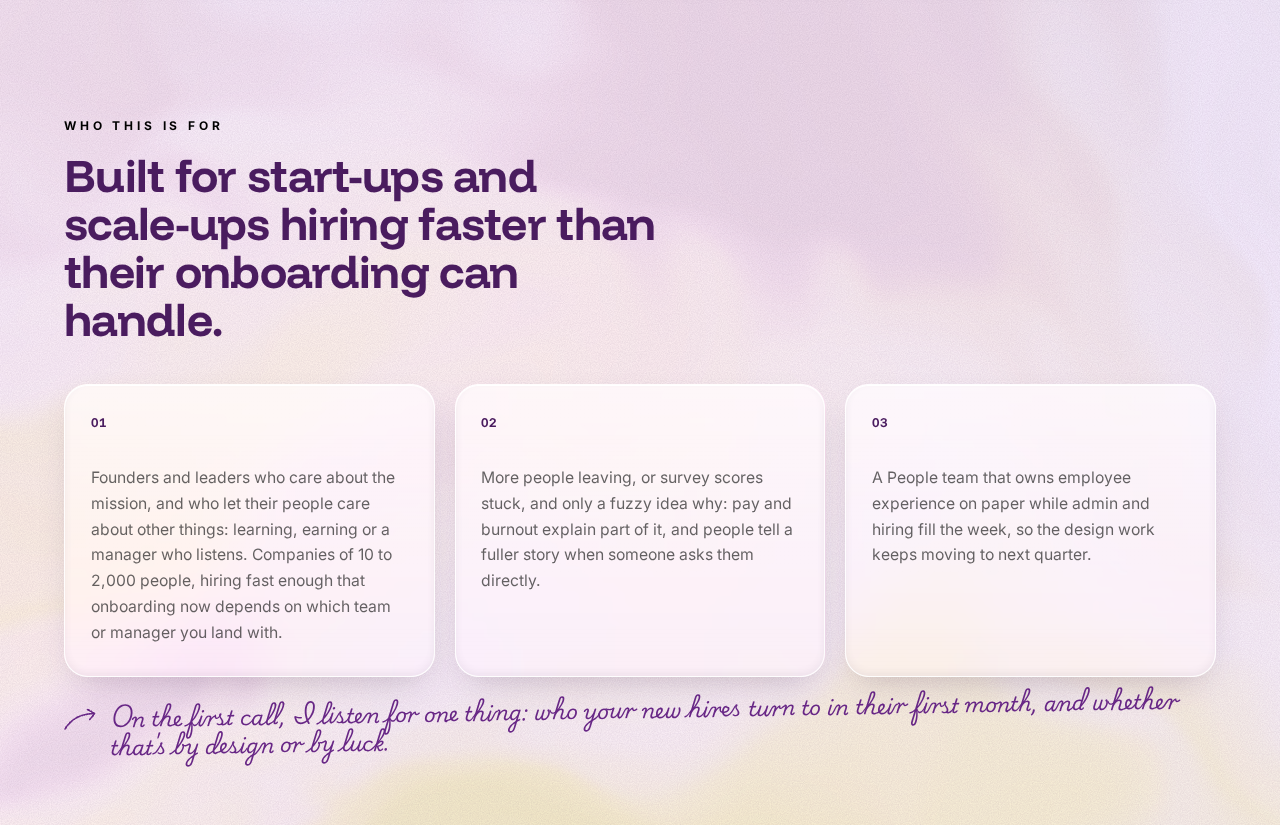 WHO THIS IS FOR
Built for start-ups and
scale-ups hiring faster than
their onboarding can
handle.
01
Founders and leaders who care about the
mission, and who let their people care
about other things: learning, earning or a
manager who listens. Companies of 10 to
2,000 people, hiring fast enough that
onboarding now depends on which team
or manager you land with.
02
More people leaving, or survey scores
stuck, and only a fuzzy idea why: pay and
burnout explain part of it, and people tell a
fuller story when someone asks them
directly.
03
A People team that owns employee
experience on paper while admin and
hiring fill the week, so the design work
keeps moving to next quarter.
On the first call, I listen for one thing: who your new hires turn to in their first month, and whether
that's by design or by luck.